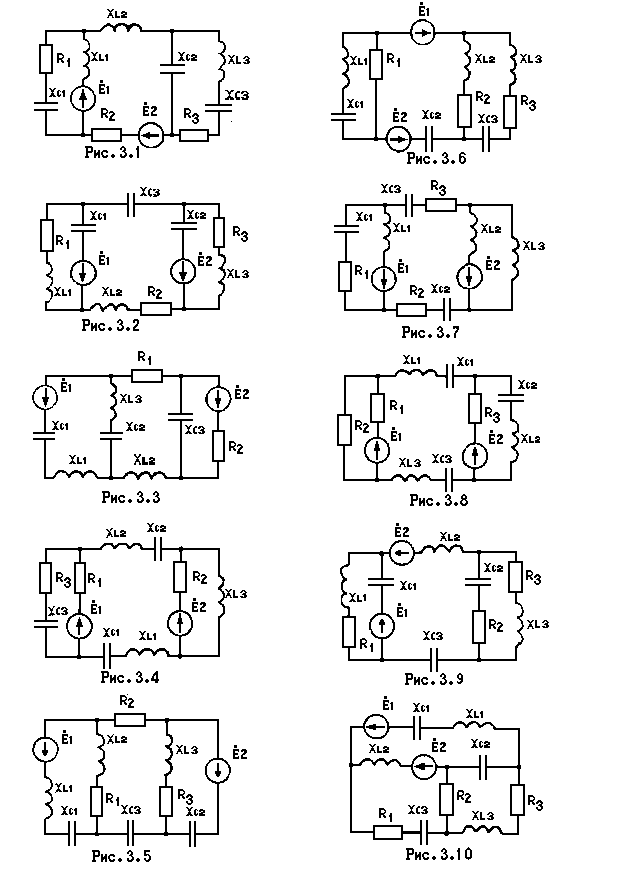 XL2
R1 XL1 XC2 XL3
XC1 Ė1 XC3
R2 Ė2 R3
Рис.3.1
Ė1
XL1 R1 XL2 XL3
XC1 R2 R3
Ė2 XC2 XC3
Рис.3.6
XC3
XC1 XC2
R1 Ė1 Ė2 R3
XL1 XL2 R2 XL3
Рис.3.2
XC3 R3
XC1 XL1 XL2 XL3
R1 Ė1 Ė2
R2 XC2
Рис.3.7
R1
Ė1 XL3 Ė2
XC1 XC2 XC3 R2
XL1 XL2
Рис.3.3
XL1 XC1
R1 R3 XC2
R2 Ė1 Ė2 XL2
XL3 XC3
Рис.3.8
XL2 XC2
R3 R1 R2 XL3
XC3 Ė1 Ė2
XC1 XL1
Рис.3.4
Ė2 XL2
XL1 XC1 XC2 R3
R1 Ė1 R2 XL3
XC3
Рис.3.9
R2
Ė1 XL2 XL3 Ė2
XL1 R1 R3
XC1 XC3 XC2
Рис.3.5
Ė1 XC1 XL1
XL2 Ė2 XC2
R2 R3
R1 XC3 XL3
Рис.3.10